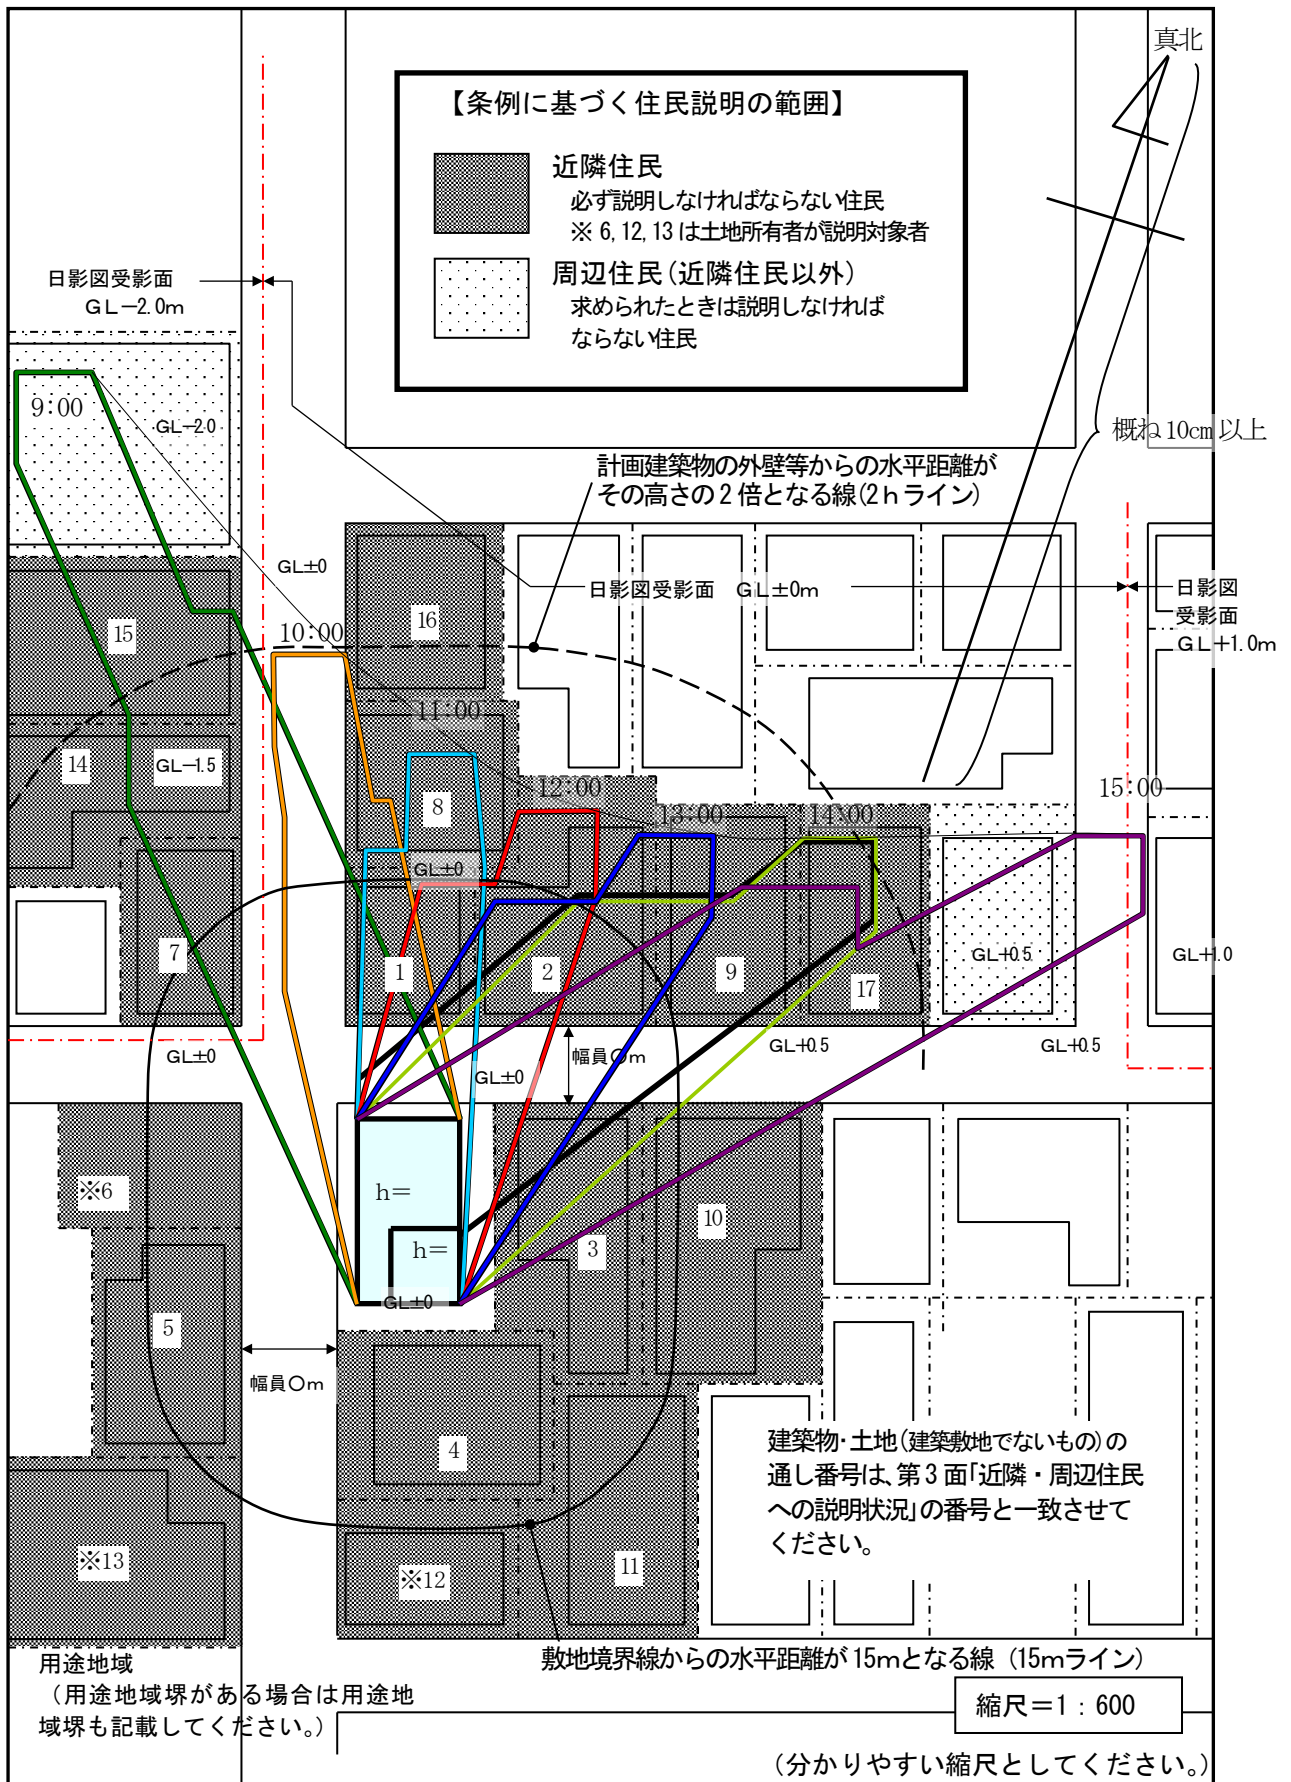 真北
【条例に基づく住民説明の範囲】
近隣住民
必ず説明しなければならない住民
※ 6, 12, 13 は土地所有者が説明対象者
周辺住民（近隣住民以外）
求められたときは説明しなければ
ならない住民
日影図受影面
ＧＬ－2.0ｍ
9：00
GL－2.0
概ね 10cm 以上
計画建築物の外壁等からの水平距離が
その高さの 2 倍となる線（2ｈライン）
GL±0
日影図受影面　ＧＬ±0ｍ
日影図
受影面
ＧＬ＋1.0ｍ
15
10：00
16
11：00
14
GL－1.5
8
12：00
13：00
14：00
15：00
GL±0
7
1
2
9
17
GL＋0.5
GL＋1.0
GL±0
GL±0
幅員〇ｍ
GL＋0.5
GL＋0.5
※6
h＝
10
3
h＝
GL±0
5
幅員〇ｍ
4
建築物・土地（建築敷地でないもの）の
通し番号は、第 3 面「近隣・周辺住民
への説明状況」の番号と一致させて
ください。
※13
※12
11
用途地域
（用途地域堺がある場合は用途地
域堺も記載してください。）
敷地境界線からの水平距離が 15ｍとなる線（15ｍライン）
縮尺＝1：600
（分かりやすい縮尺としてください。）